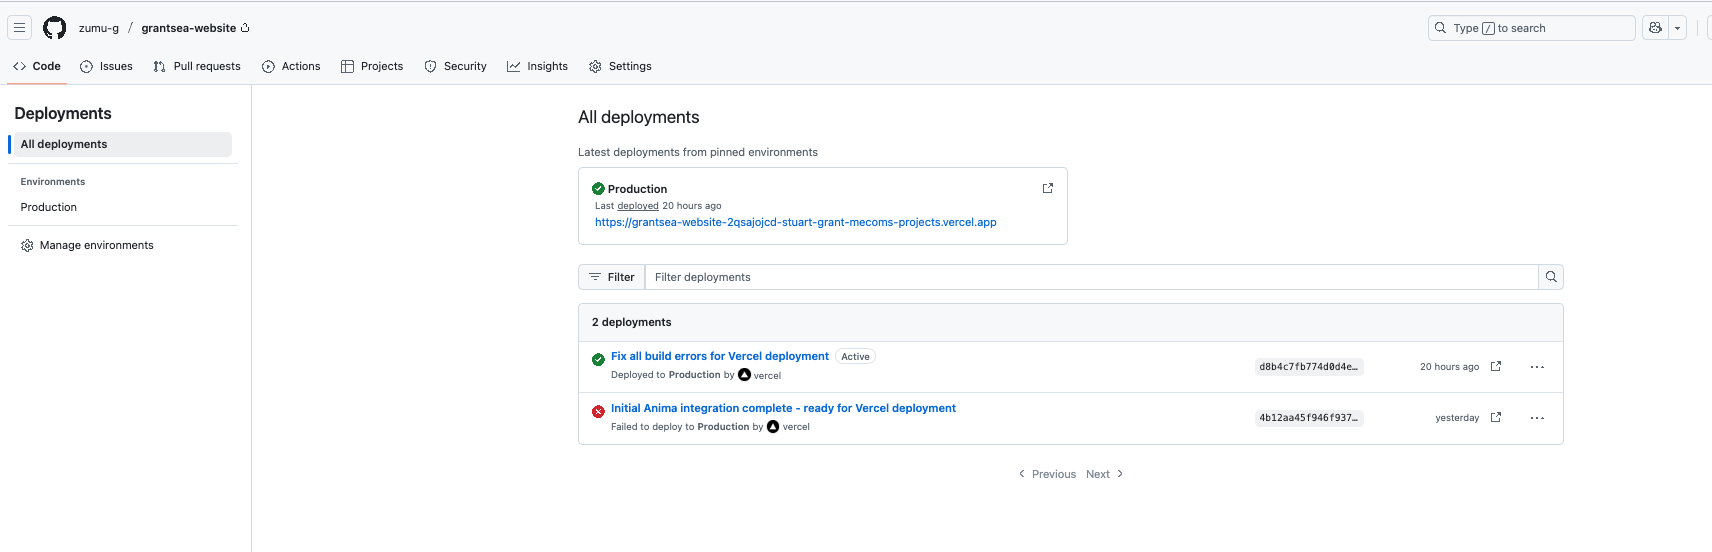 zumu-g / grantsea-website
Type / to search
Code Issues Pull requests Actions Projects Security Insights Settings
Deployments
All deployments
Environments
Production
Manage environments
All deployments
Latest deployments from pinned environments
Production
Last deployed 20 hours ago
https://grantsea-website-2qsajojcd-stuart-grant-mecoms-projects.vercel.app
Filter Filter deployments
2 deployments
Fix all build errors for Vercel deployment Active
Deployed to Production by vercel
d8b4c7fb774d0d4e… 20 hours ago
Initial Anima integration complete - ready for Vercel deployment
Failed to deploy to Production by vercel
4b12aa45f946f937… yesterday
Previous Next